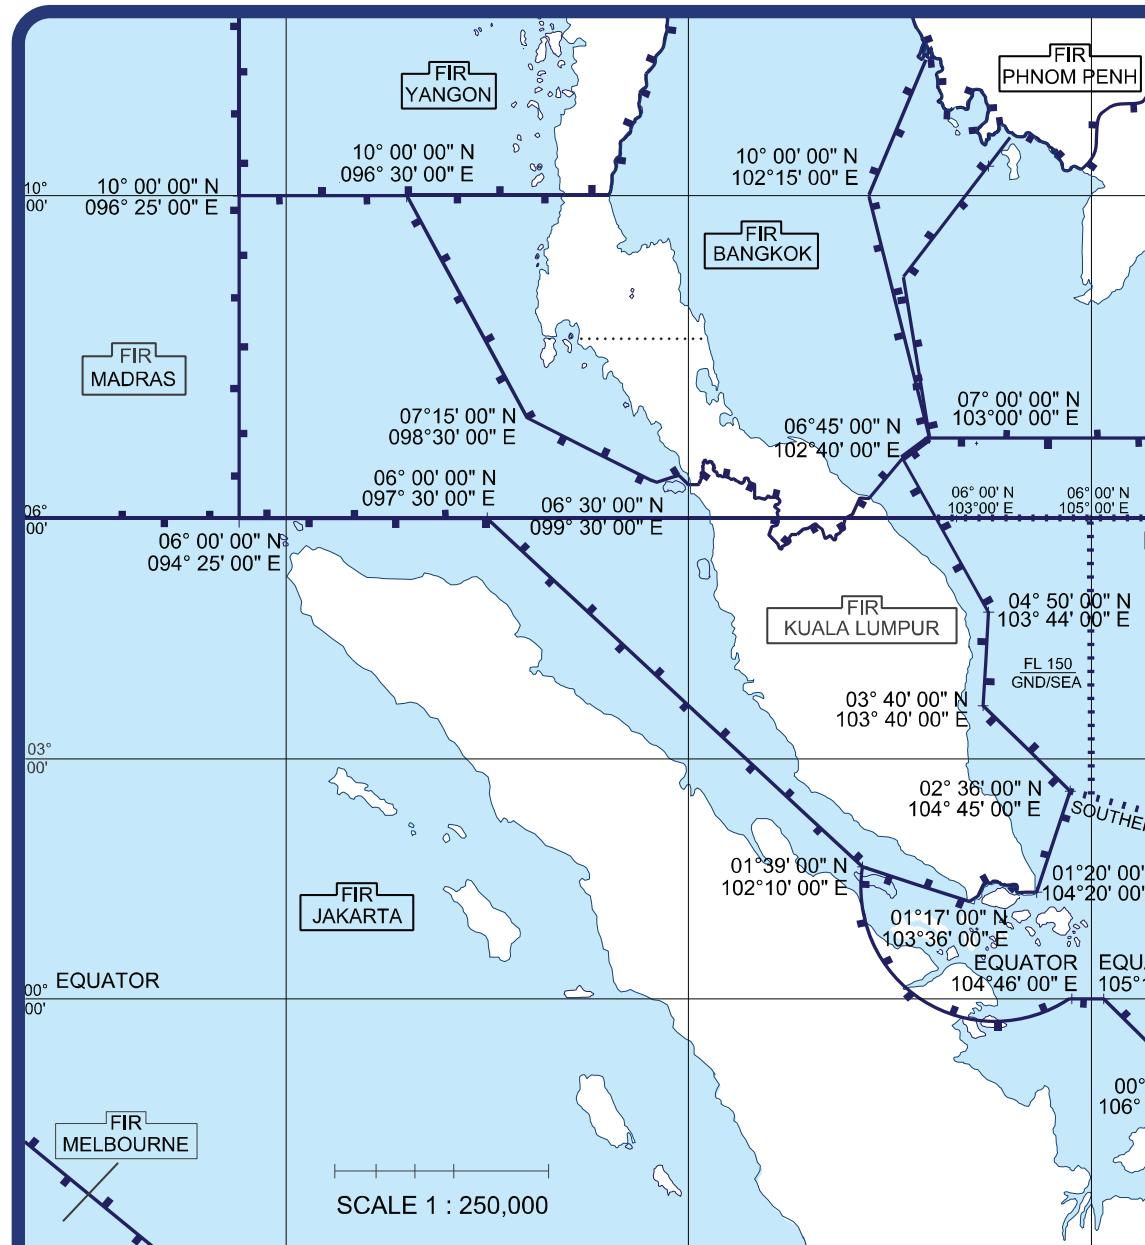 FIR
YANGON
FIR
PHNOM PENH
10° 00' 00" N
096° 30' 00" E
10° 00' 00" N
102°15' 00" E
10°
00'
10° 00' 00" N
096° 25' 00" E
FIR
BANGKOK
FIR
MADRAS
07°15' 00" N
098° 30' 00" E
06°45' 00" N
102° 40' 00" E
07° 00' 00" N
103° 00' 00" E
06° 00' 00" N
097° 30' 00" E
06° 30' 00" N
099° 30' 00" E
06° 00' N
103°00' E
06° 00' N
105° 00' E
06°
00'
06° 00' 00" N
094° 25' 00" E
FIR
KUALA LUMPUR
04° 50' 00" N
103° 44' 00" E
FL 150
GND/SEA
03° 40' 00" N
103° 40' 00" E
03°
00'
02° 36' 00" N
104° 45' 00" E
SOUTHE
01°39' 00" N
102°10' 00" E
01°20' 00'
104°20' 00'
FIR
JAKARTA
01°17' 00" N
103°36' 00" E
EQUATOR
104°46' 00" E
EQU
105°
00°
00'
EQUATOR
00°
106°
FIR
MELBOURNE
SCALE 1 : 250,000